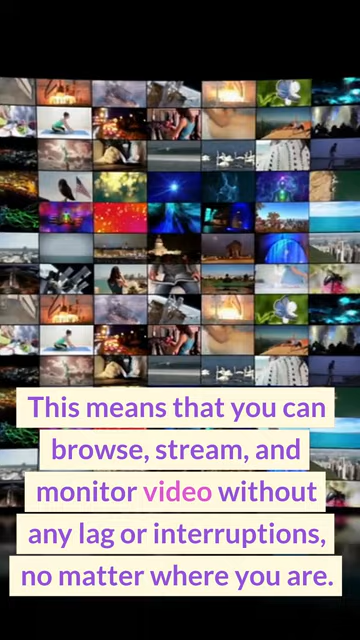 This means that you can
browse, stream, and
monitor video without
any lag or interruptions,
no matter where you are.